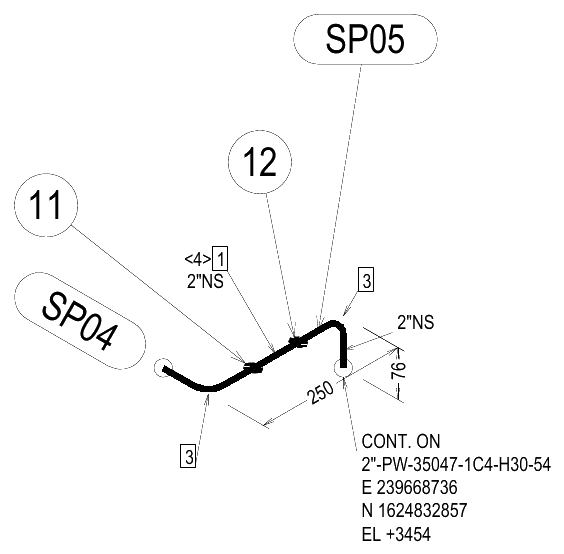 SP05
12
11
<4> 1
2"NS
3
SP04
2"NS
76
250
3
CONT. ON
2"-PW-35047-1C4-H30-54
E 239668736
N 1624832857
EL +3454